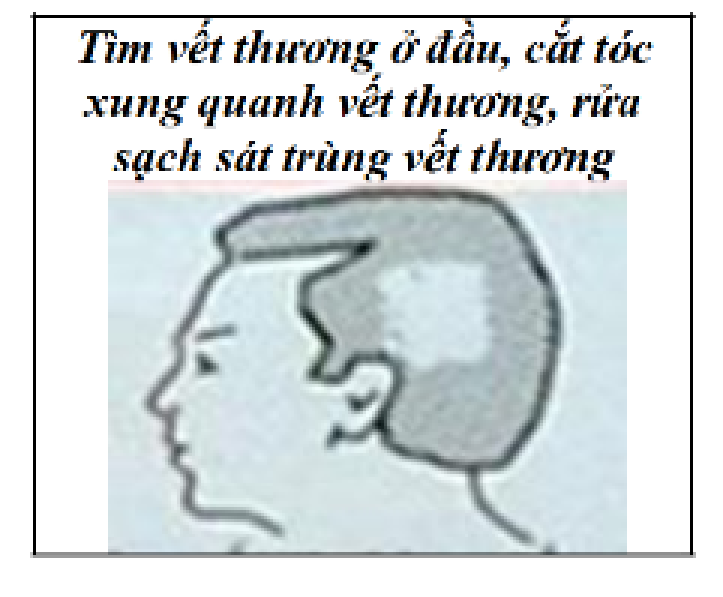 Tìm vết thương ở đầu, cắt tóc
xung quanh vết thương, rửa
sạch sát trùng vết thương